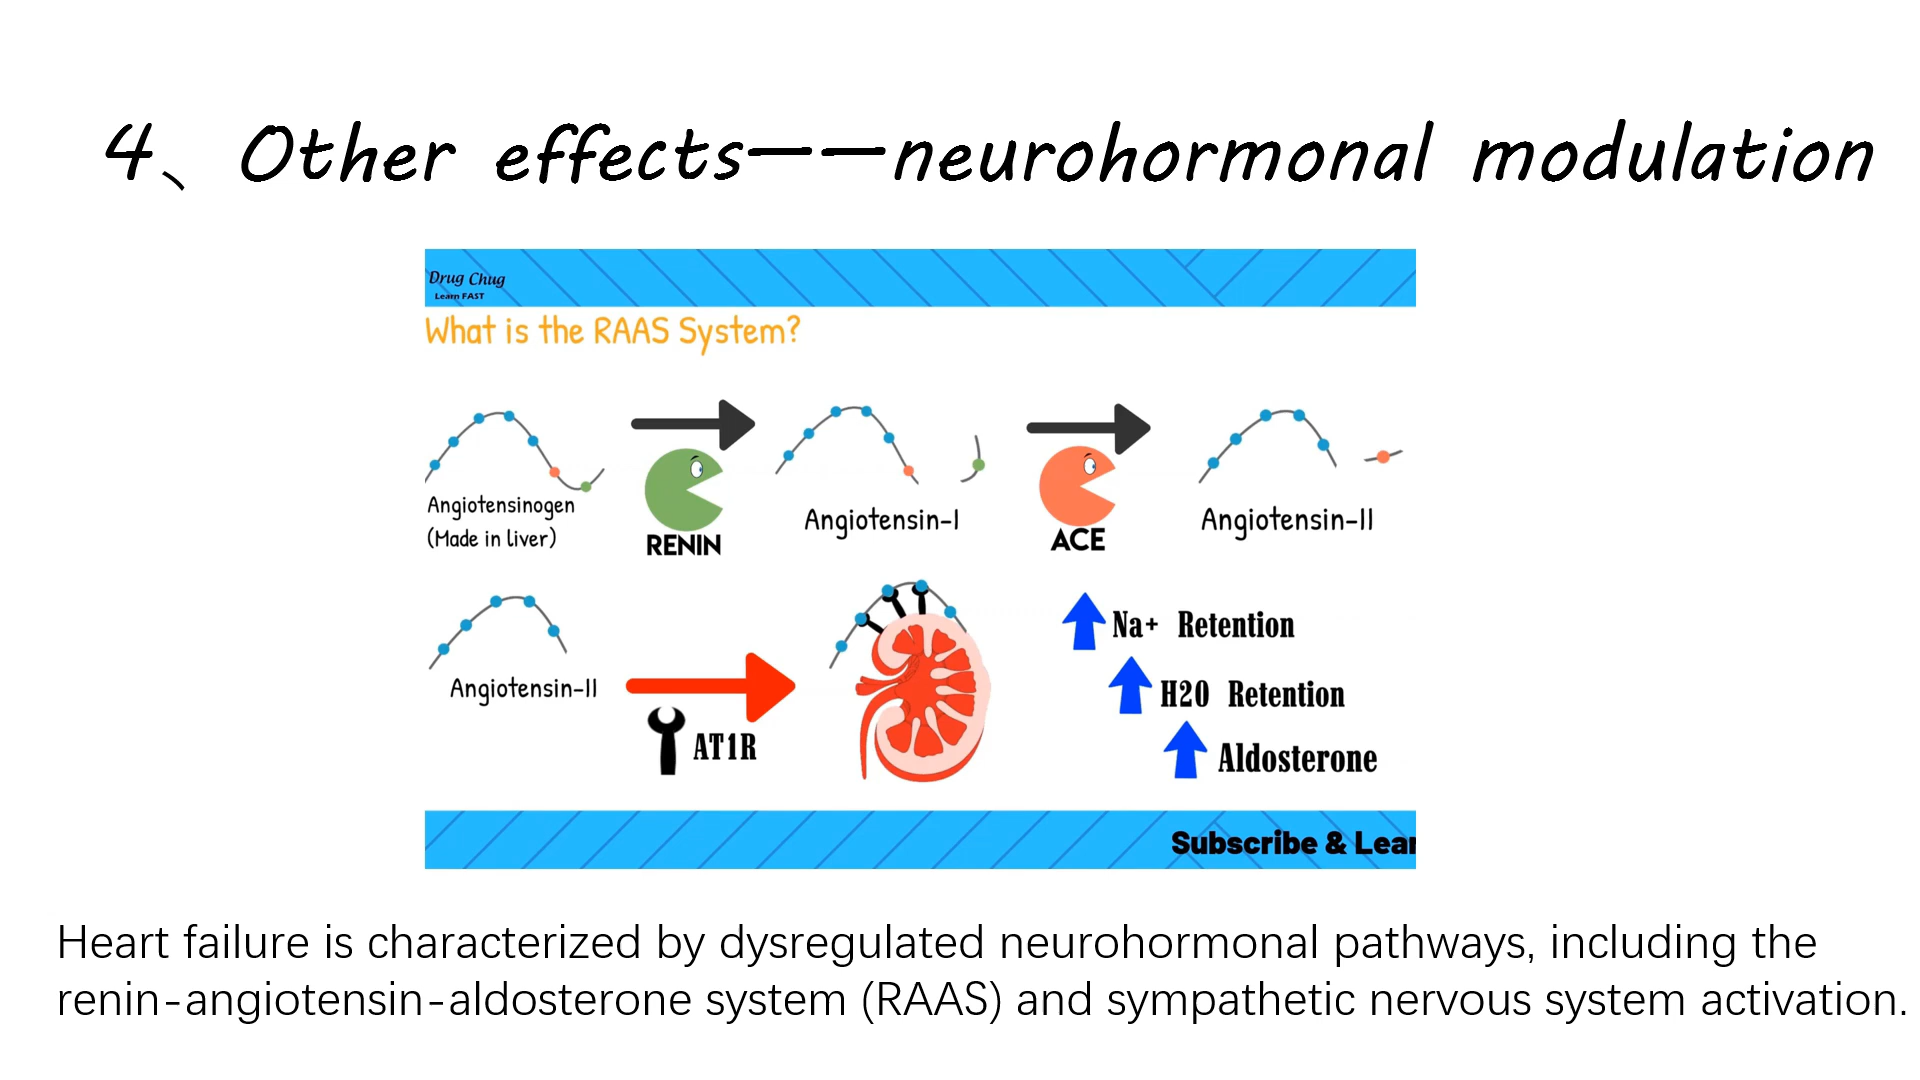 4、Other effects——neurohormonal modulation
Drug Chug
Learn FAST
What is the RAAS System?
Angiotensinogen
(Made in liver)
RENIN
Angiotensin-I
ACE
Angiotensin-II
Angiotensin-II
AT1R
Na+ Retention
H20 Retention
Aldosterone
Subscribe & Lear
Heart failure is characterized by dysregulated neurohormonal pathways, including the
renin-angiotensin-aldosterone system (RAAS) and sympathetic nervous system activation.